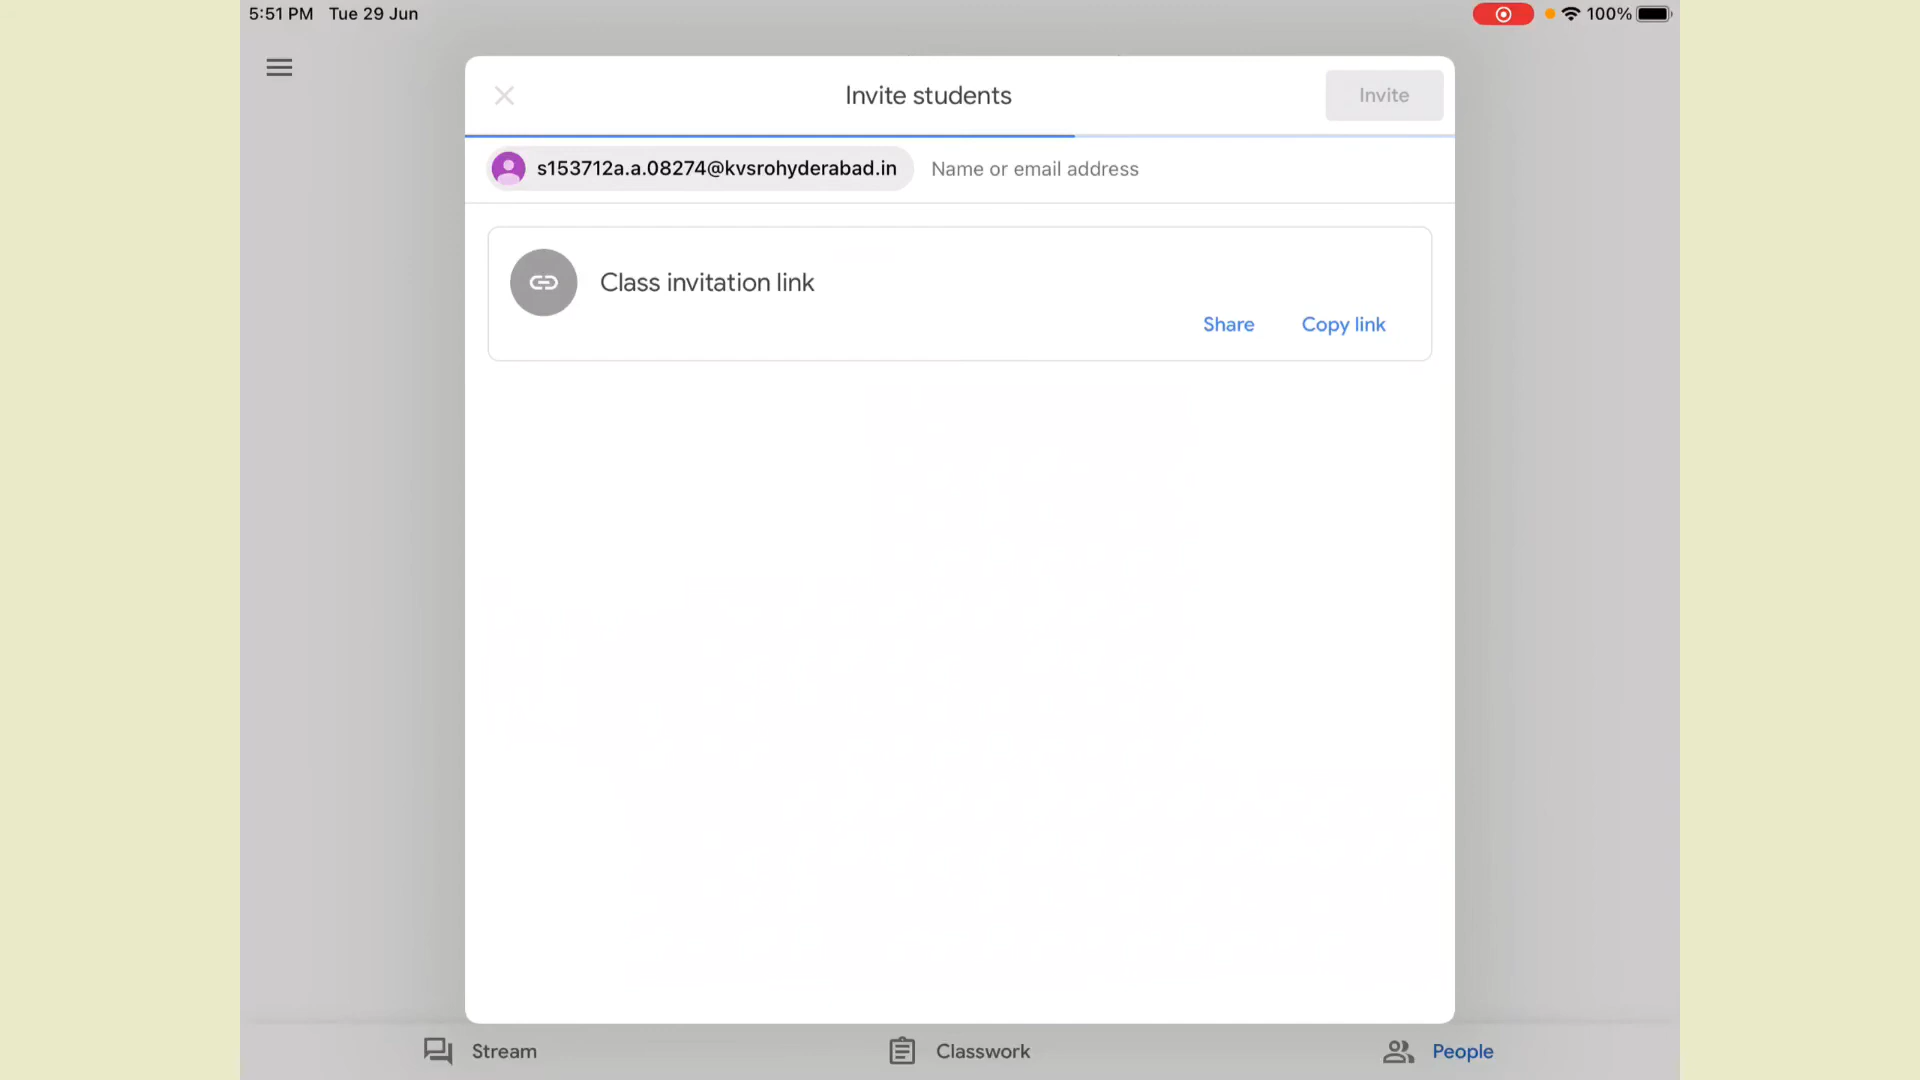 5:51 PM Tue 29 Jun 100%
Invite students Invite
s153712a.a.08274@kvsrohyderabad.in Name or email address
Class invitation link
Share Copy link
Stream Classwork People